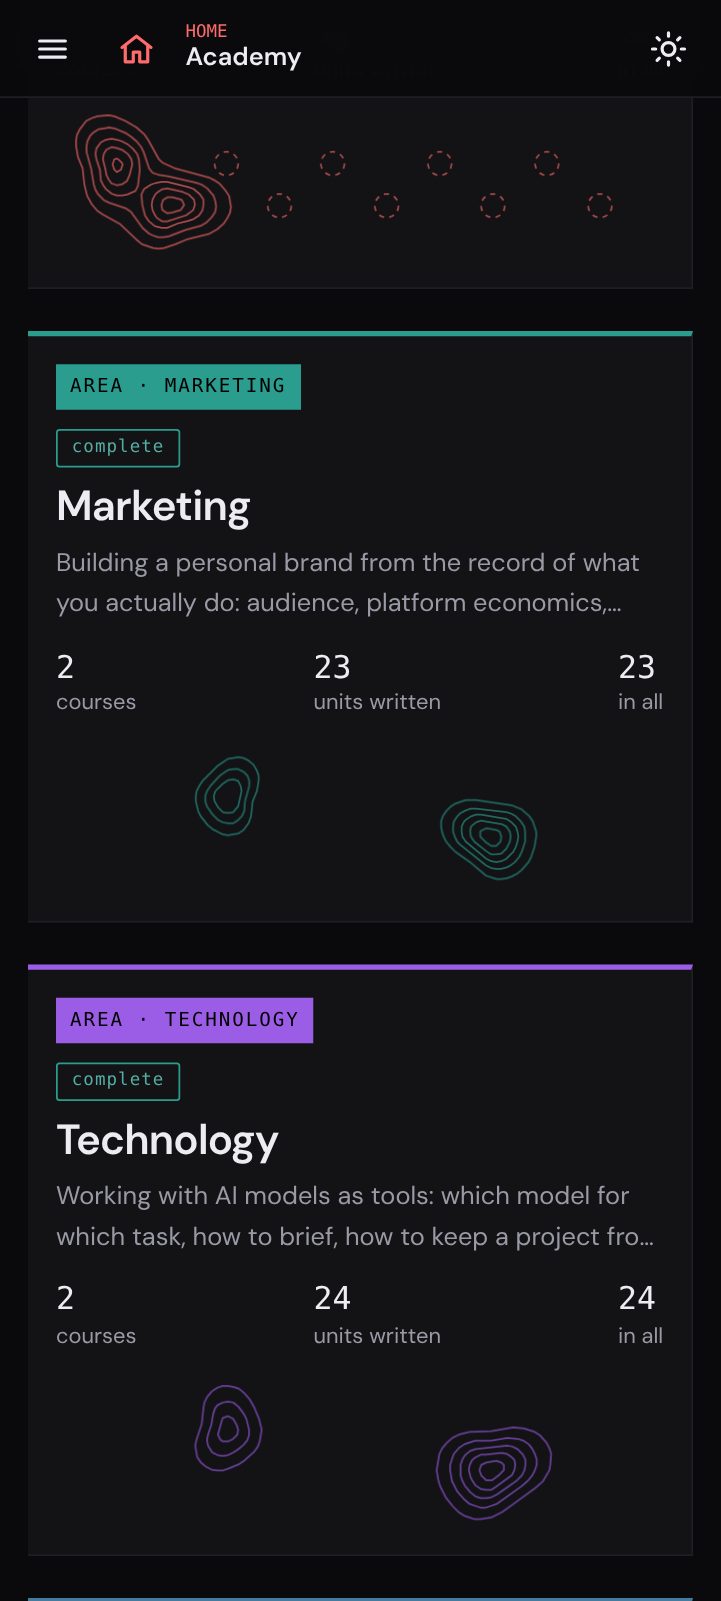 HOME
Academy
AREA · MARKETING
complete
Marketing
Building a personal brand from the record of what
you actually do: audience, platform economics,...
2
courses
23
units written
23
in all
AREA · TECHNOLOGY
complete
Technology
Working with AI models as tools: which model for
which task, how to brief, how to keep a project fro...
2
courses
24
units written
24
in all